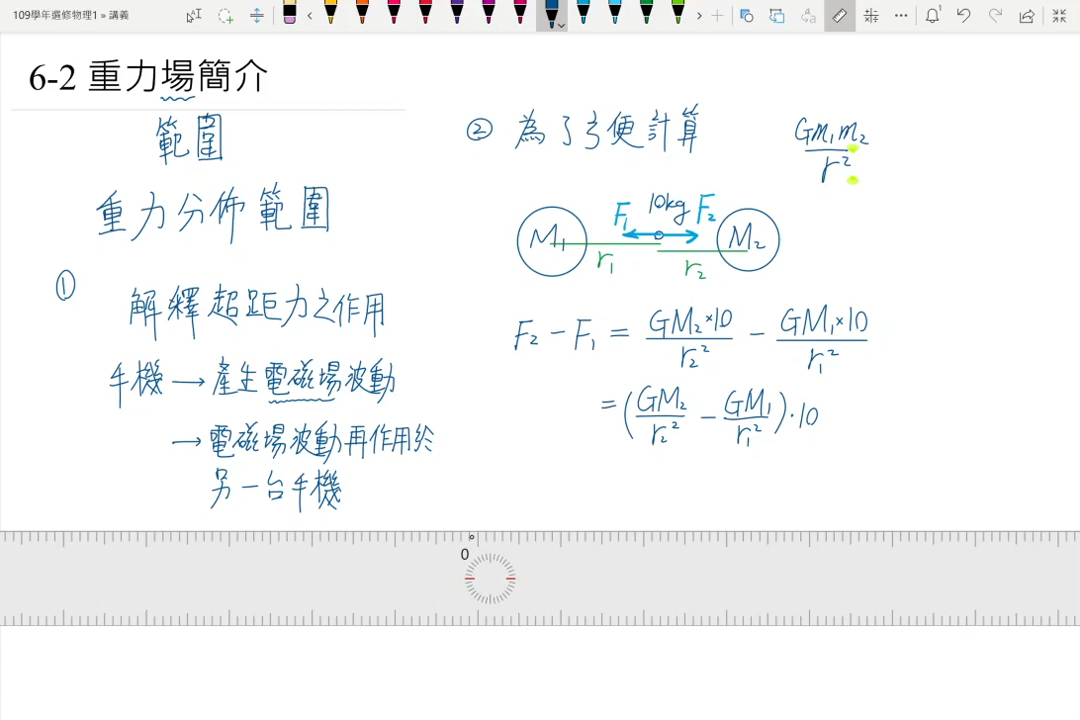 109學年選修物理1 » 講義
6-2 重力場簡介
範圍
重力分佈範圍
①
解釋超距力之作用
手機→產生電磁場波動
→電磁場波動再作用於
另一台手機
② 為了方便計算
Gm₁m₂/r²
M₁ F₁ 10kg F₂ M₂
r₁ r₂
F₂ − F₁ = GM₂×10/r₂² − GM₁×10/r₁²
= (GM₂/r₂² − GM₁/r₁²)·10
0